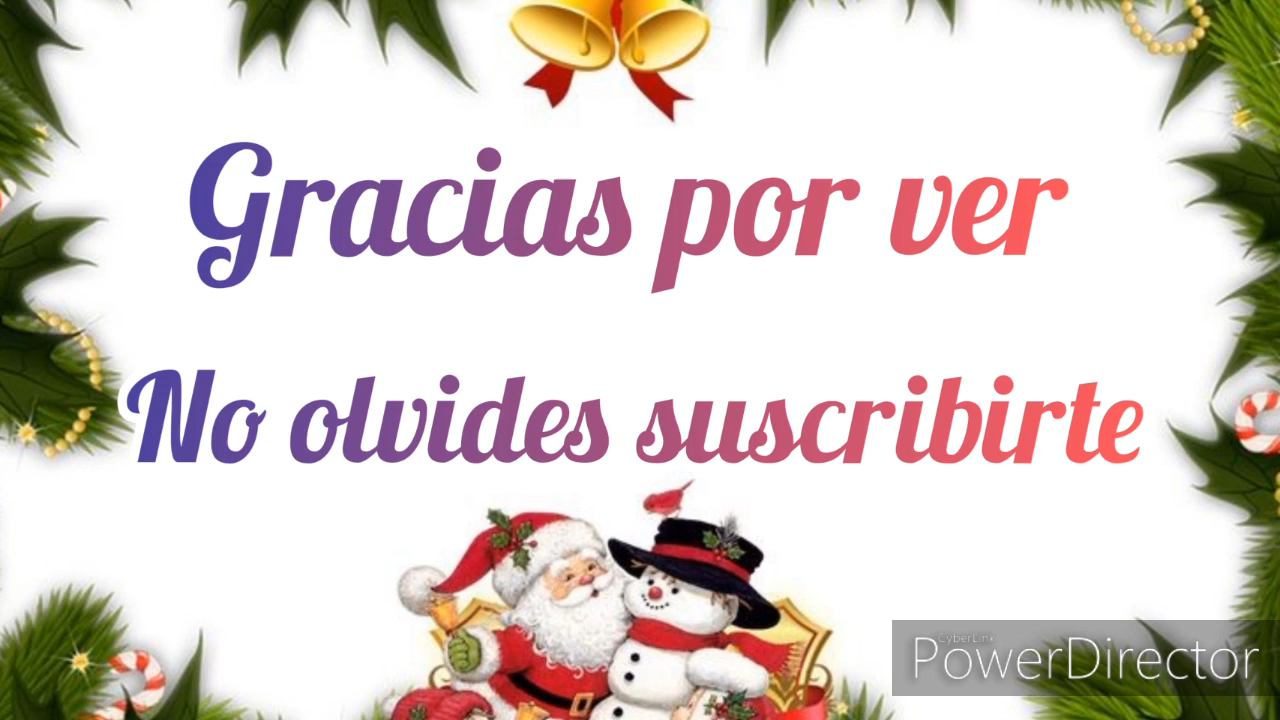 Gracias por ver
No olvides suscribirte
CyberLink
PowerDirector